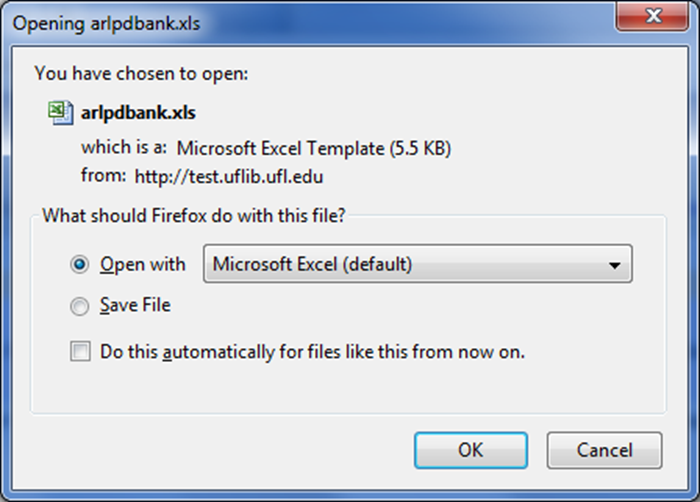 Opening arlpdbank.xls
You have chosen to open:
arlpdbank.xls
which is a: Microsoft Excel Template (5.5 KB)
from: http://test.uflib.ufl.edu
What should Firefox do with this file?
Open with Microsoft Excel (default)
Save File
Do this automatically for files like this from now on.
OK Cancel